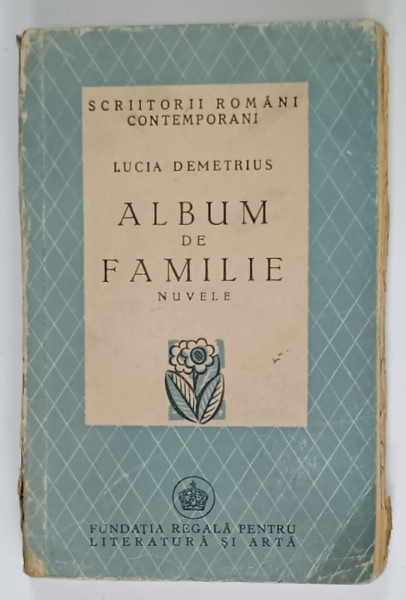 SCRIITORII ROMÂNI
CONTEMPORANI
LUCIA DEMETRIUS
ALBUM
DE
FAMILIE
NUVELE
FUNDAȚIA REGALĂ PENTRU
LITERATURĂ ȘI ARTĂ